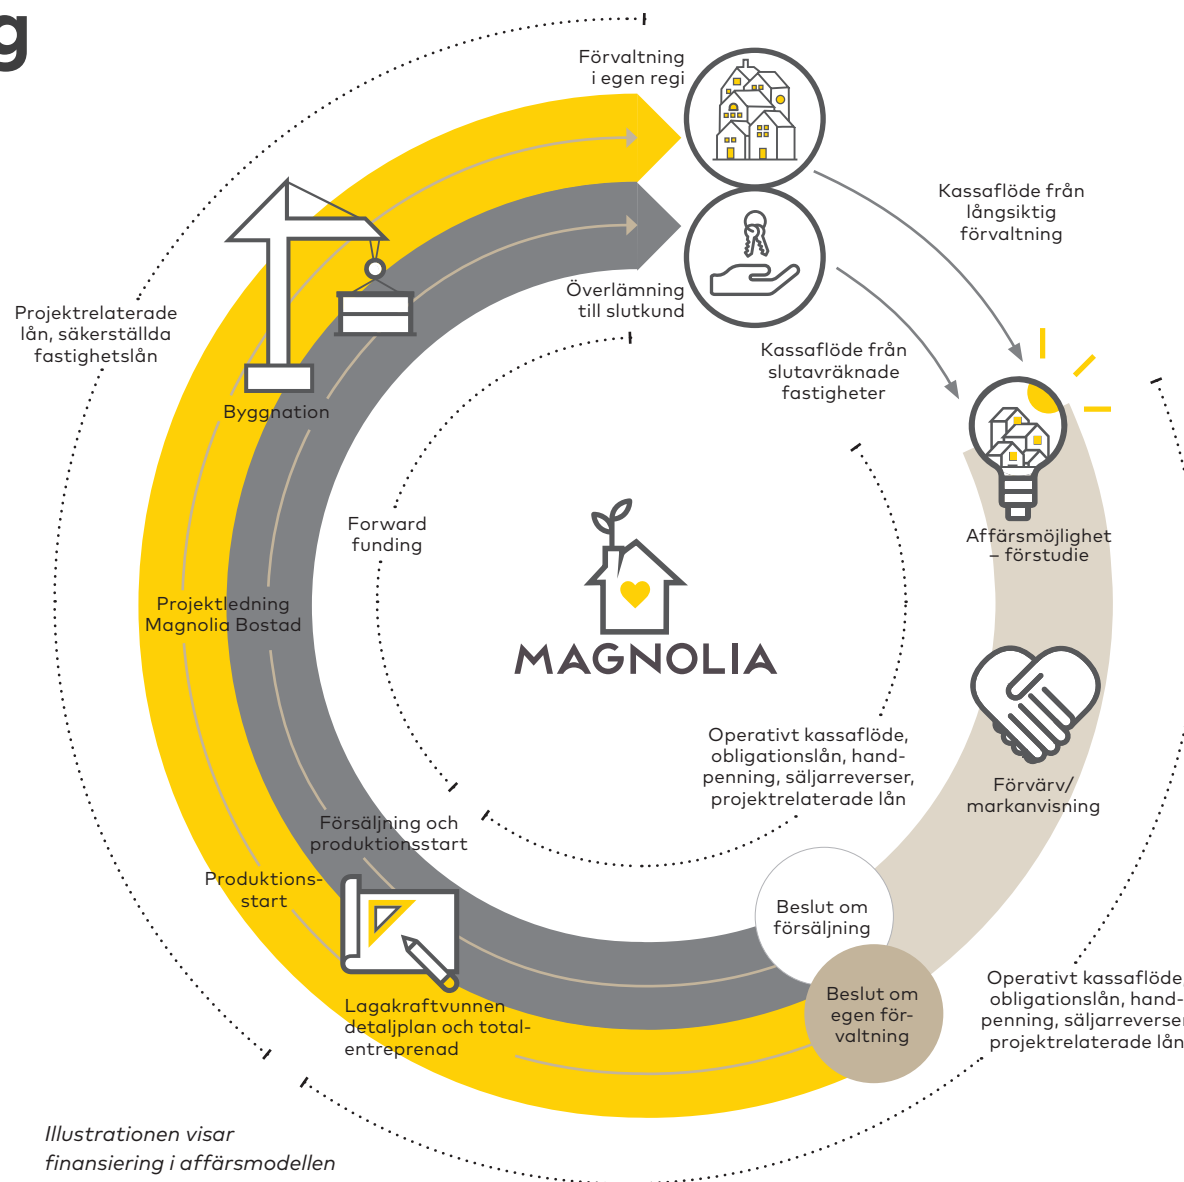 g
Förvaltning
i egen regi
Kassaflöde från
långsiktig
förvaltning
Överlämning
till slutkund
Kassaflöde från
slutavräknade
fastigheter
Projektrelaterade
lån, säkerställda
fastighetslån
Byggnation
Forward
funding
Affärsmöjlighet
– förstudie
Projektledning
Magnolia Bostad
MAGNOLIA
Operativt kassaflöde,
obligationslån, hand-
penning, säljarreverser,
projektrelaterade lån
Förvärv/
markanvisning
Försäljning och
produktionsstart
Produktions-
start
Beslut om
försäljning
Beslut om
egen för-
valtning
Lagakraftvunnen
detaljplan och total-
entreprenad
Operativt kassaflöde,
obligationslån, hand-
penning, säljarreverser
projektrelaterade lån
Illustrationen visar
finansiering i affärsmodellen